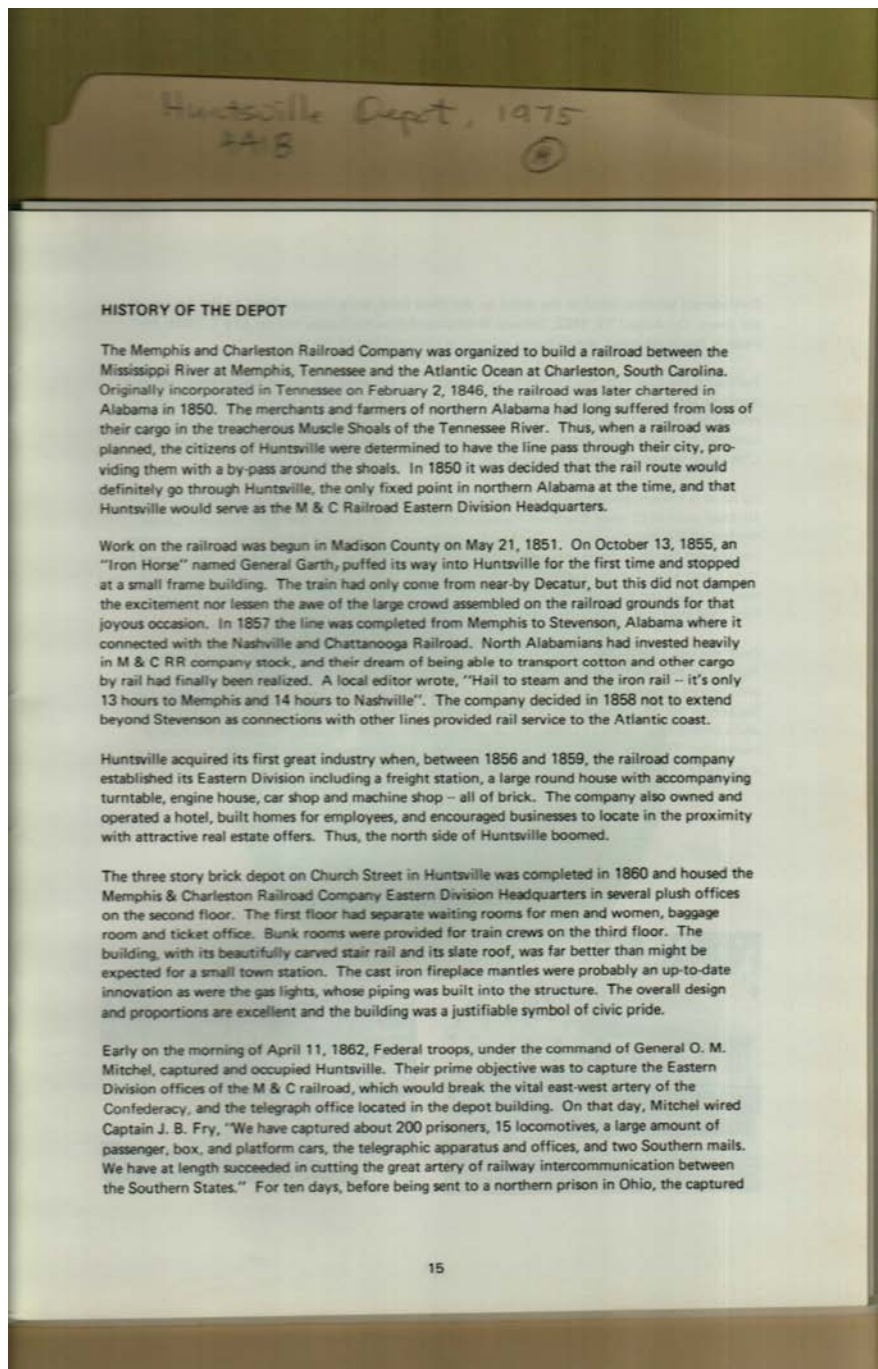 Huntsville Depot, 1975
HISTORY OF THE DEPOT
The Memphis and Charleston Railroad Company was organized to build a railroad between the
Mississippi River at Memphis, Tennessee and the Atlantic Ocean at Charleston, South Carolina.
Originally incorporated in Tennessee on February 2, 1846, the railroad was later chartered in
Alabama in 1850. The merchants and farmers of northern Alabama had long suffered from loss of
their cargo in the treacherous Muscle Shoals of the Tennessee River. Thus, when a railroad was
planned, the citizens of Huntsville were determined to have the line pass through their city, pro-
viding them with a by-pass around the shoals. In 1850 it was decided that the rail route would
definitely go through Huntsville, the only fixed point in northern Alabama at the time, and that
Huntsville would serve as the M & C Railroad Eastern Division Headquarters.
Work on the railroad was begun in Madison County on May 21, 1851. On October 13, 1855, an
"Iron Horse" named General Garth, puffed its way into Huntsville for the first time and stopped
at a small frame building. The train had only come from near-by Decatur, but this did not dampen
the excitement nor lessen the awe of the large crowd assembled on the railroad grounds for that
joyous occasion. In 1857 the line was completed from Memphis to Stevenson, Alabama where it
connected with the Nashville and Chattanooga Railroad. North Alabamians had invested heavily
in M & C RR company stock, and their dream of being able to transport cotton and other cargo
by rail had finally been realized. A local editor wrote, "Hail to steam and the iron rail -- it's only
13 hours to Memphis and 14 hours to Nashville". The company decided in 1858 not to extend
beyond Stevenson as connections with other lines provided rail service to the Atlantic coast.
Huntsville acquired its first great industry when, between 1856 and 1859, the railroad company
established its Eastern Division including a freight station, a large round house with accompanying
turntable, engine house, car shop and machine shop -- all of brick. The company also owned and
operated a hotel, built homes for employees, and encouraged businesses to locate in the proximity
with attractive real estate offers. Thus, the north side of Huntsville boomed.
The three story brick depot on Church Street in Huntsville was completed in 1860 and housed the
Memphis & Charleston Railroad Company Eastern Division Headquarters in several plush offices
on the second floor. The first floor had separate waiting rooms for men and women, baggage
room and ticket office. Bunk rooms were provided for train crews on the third floor. The
building, with its beautifully carved stair rail and its slate roof, was far better than might be
expected for a small town station. The cast iron fireplace mantles were probably an up-to-date
innovation as were the gas lights, whose piping was built into the structure. The overall design
and proportions are excellent and the building was a justifiable symbol of civic pride.
Early on the morning of April 11, 1862, Federal troops, under the command of General O. M.
Mitchel, captured and occupied Huntsville. Their prime objective was to capture the Eastern
Division offices of the M & C railroad, which would break the vital east-west artery of the
Confederacy, and the telegraph office located in the depot building. On that day, Mitchel wired
Captain J. B. Fry, "We have captured about 200 prisoners, 15 locomotives, a large amount of
passenger, box, and platform cars, the telegraphic apparatus and offices, and two Southern mails.
We have at length succeeded in cutting the great artery of railway intercommunication between
the Southern States." For ten days, before being sent to a northern prison in Ohio, the captured
15